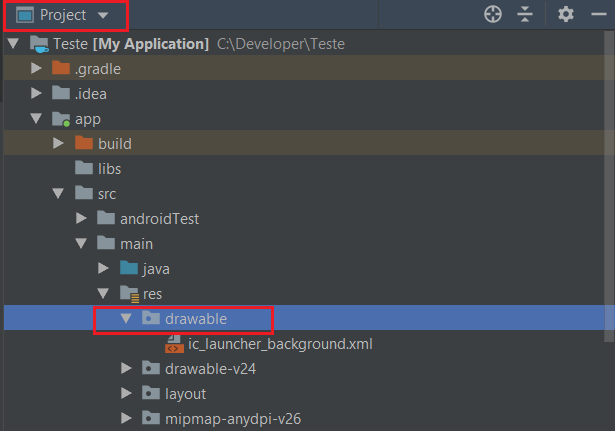 Project
Teste [My Application] C:\Developer\Teste
.gradle
.idea
app
build
libs
src
androidTest
main
java
res
drawable
ic_launcher_background.xml
drawable-v24
layout
mipmap-anydpi-v26